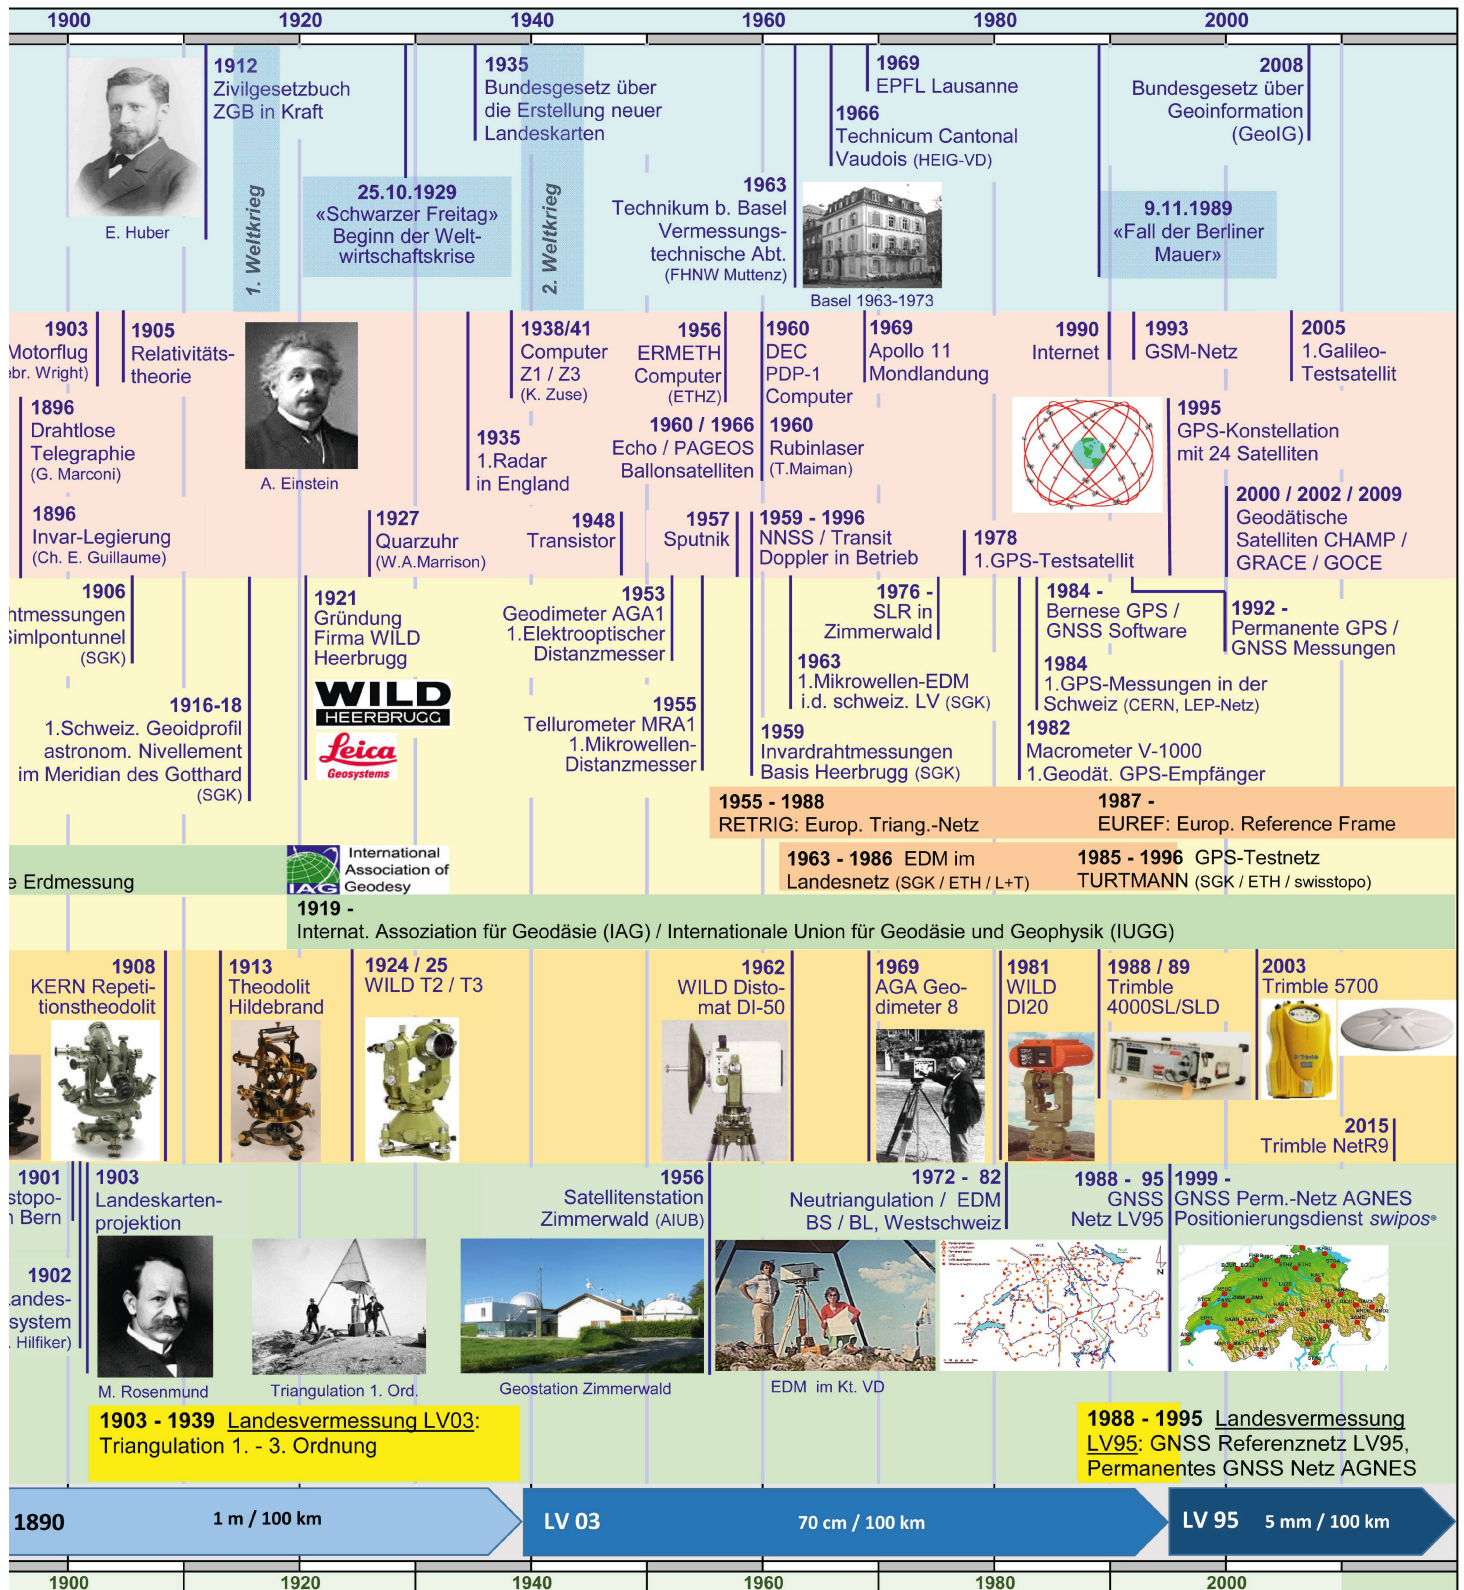 1900 1920 1940 1960 1980 2000
1912
Zivilgesetzbuch
ZGB in Kraft
E. Huber
1. Weltkrieg
25.10.1929
«Schwarzer Freitag»
Beginn der Welt-
wirtschaftskrise
1935
Bundesgesetz über
die Erstellung neuer
Landeskarten
2. Weltkrieg
1963
Technikum b. Basel
Vermessungs-
technische Abt.
(FHNW Muttenz)
1969
EPFL Lausanne
1966
Technicum Cantonal
Vaudois (HEIG-VD)
Basel 1963-1973
2008
Bundesgesetz über
Geoinformation
(GeoIG)
9.11.1989
«Fall der Berliner
Mauer»
1903
Motorflug
ebr. Wright)
1905
Relativitäts-
theorie
A. Einstein
1896
Drahtlose
Telegraphie
(G. Marconi)
1896
Invar-Legierung
(Ch. E. Guillaume)
1927
Quarzuhr
(W.A.Marrison)
1938/41
Computer
Z1 / Z3
(K. Zuse)
1935
1.Radar
in England
1948
Transistor
1956
ERMETH
Computer
(ETHZ)
1960 / 1966
Echo / PAGEOS
Ballonsatelliten
1957
Sputnik
1960
DEC
PDP-1
Computer
1960
Rubinlaser
(T.Maiman)
1959 - 1996
NNSS / Transit
Doppler in Betrieb
1969
Apollo 11
Mondlandung
1978
1.GPS-Testsatellit
1990
Internet
1993
GSM-Netz
1995
GPS-Konstellation
mit 24 Satelliten
2005
1.Galileo-
Testsatellit
2000 / 2002 / 2009
Geodätische
Satelliten CHAMP /
GRACE / GOCE
1906
htmessungen
Simlpontunnel
(SGK)
1916-18
1.Schweiz. Geoidprofil
astronom. Nivellement
im Meridian des Gotthard
(SGK)
1921
Gründung
Firma WILD
Heerbrugg
WILD
HEERBRUGG
Leica
Geosystems
1953
Geodimeter AGA1
1.Elektrooptischer
Distanzmesser
1955
Tellurometer MRA1
1.Mikrowellen-
Distanzmesser
1976 -
SLR in
Zimmerwald
1963
1.Mikrowellen-EDM
i.d. schweiz. LV (SGK)
1959
Invardrahtmessungen
Basis Heerbrugg (SGK)
1984 -
Bernese GPS /
GNSS Software
1984
1.GPS-Messungen in der
Schweiz (CERN, LEP-Netz)
1982
Macrometer V-1000
1.Geodät. GPS-Empfänger
1992 -
Permanente GPS /
GNSS Messungen
1955 - 1988
RETRIG: Europ. Triang.-Netz
1987 -
EUREF: Europ. Reference Frame
1963 - 1986 EDM im
Landesnetz (SGK / ETH / L+T)
1985 - 1996 GPS-Testnetz
TURTMANN (SGK / ETH / swisstopo)
e Erdmessung
IAG
International
Association of
Geodesy
1919 -
Internat. Assoziation für Geodäsie (IAG) / Internationale Union für Geodäsie und Geophysik (IUGG)
1908
KERN Repeti-
tionstheodolit
1913
Theodolit
Hildebrand
1924 / 25
WILD T2 / T3
1962
WILD Disto-
mat DI-50
1969
AGA Geo-
dimeter 8
1981
WILD
DI20
1988 / 89
Trimble
4000SL/SLD
2003
Trimble 5700
2015
Trimble NetR9
1901
stopo-
n Bern
1902
Landes-
system
. Hilfiker)
1903
Landeskarten-
projektion
M. Rosenmund
Triangulation 1. Ord.
1956
Satellitenstation
Zimmerwald (AIUB)
Geostation Zimmerwald
1972 - 82
Neutriangulation / EDM
BS / BL, Westschweiz
EDM im Kt. VD
1988 - 95
GNSS
Netz LV95
1999 -
GNSS Perm.-Netz AGNES
Positionierungsdienst swipos®
1903 - 1939 Landesvermessung LV03:
Triangulation 1. - 3. Ordnung
1988 - 1995 Landesvermessung
LV95: GNSS Referenznetz LV95,
Permanentes GNSS Netz AGNES
1890 1 m / 100 km
LV 03 70 cm / 100 km
LV 95 5 mm / 100 km
1900 1920 1940 1960 1980 2000